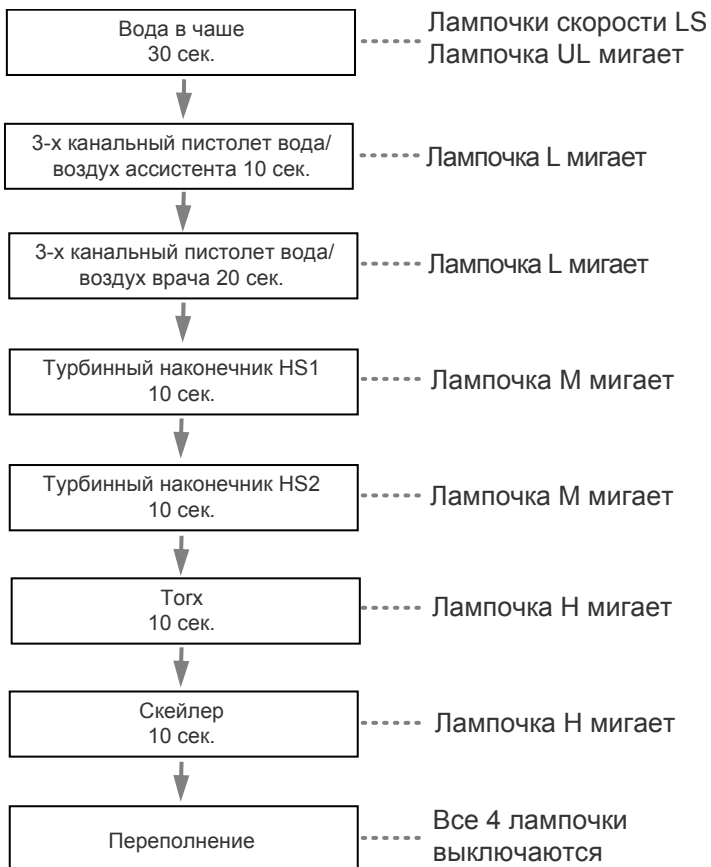 Вода в чаше
30 сек.
Лампочки скорости LS
Лампочка UL мигает
3-х канальный пистолет вода/
воздух ассистента 10 сек.
Лампочка L мигает
3-х канальный пистолет вода/
воздух врача 20 сек.
Лампочка L мигает
Турбинный наконечник HS1
10 сек.
Лампочка M мигает
Турбинный наконечник HS2
10 сек.
Лампочка M мигает
Torx
10 сек.
Лампочка H мигает
Скейлер
10 сек.
Лампочка H мигает
Переполнение
Все 4 лампочки
выключаются